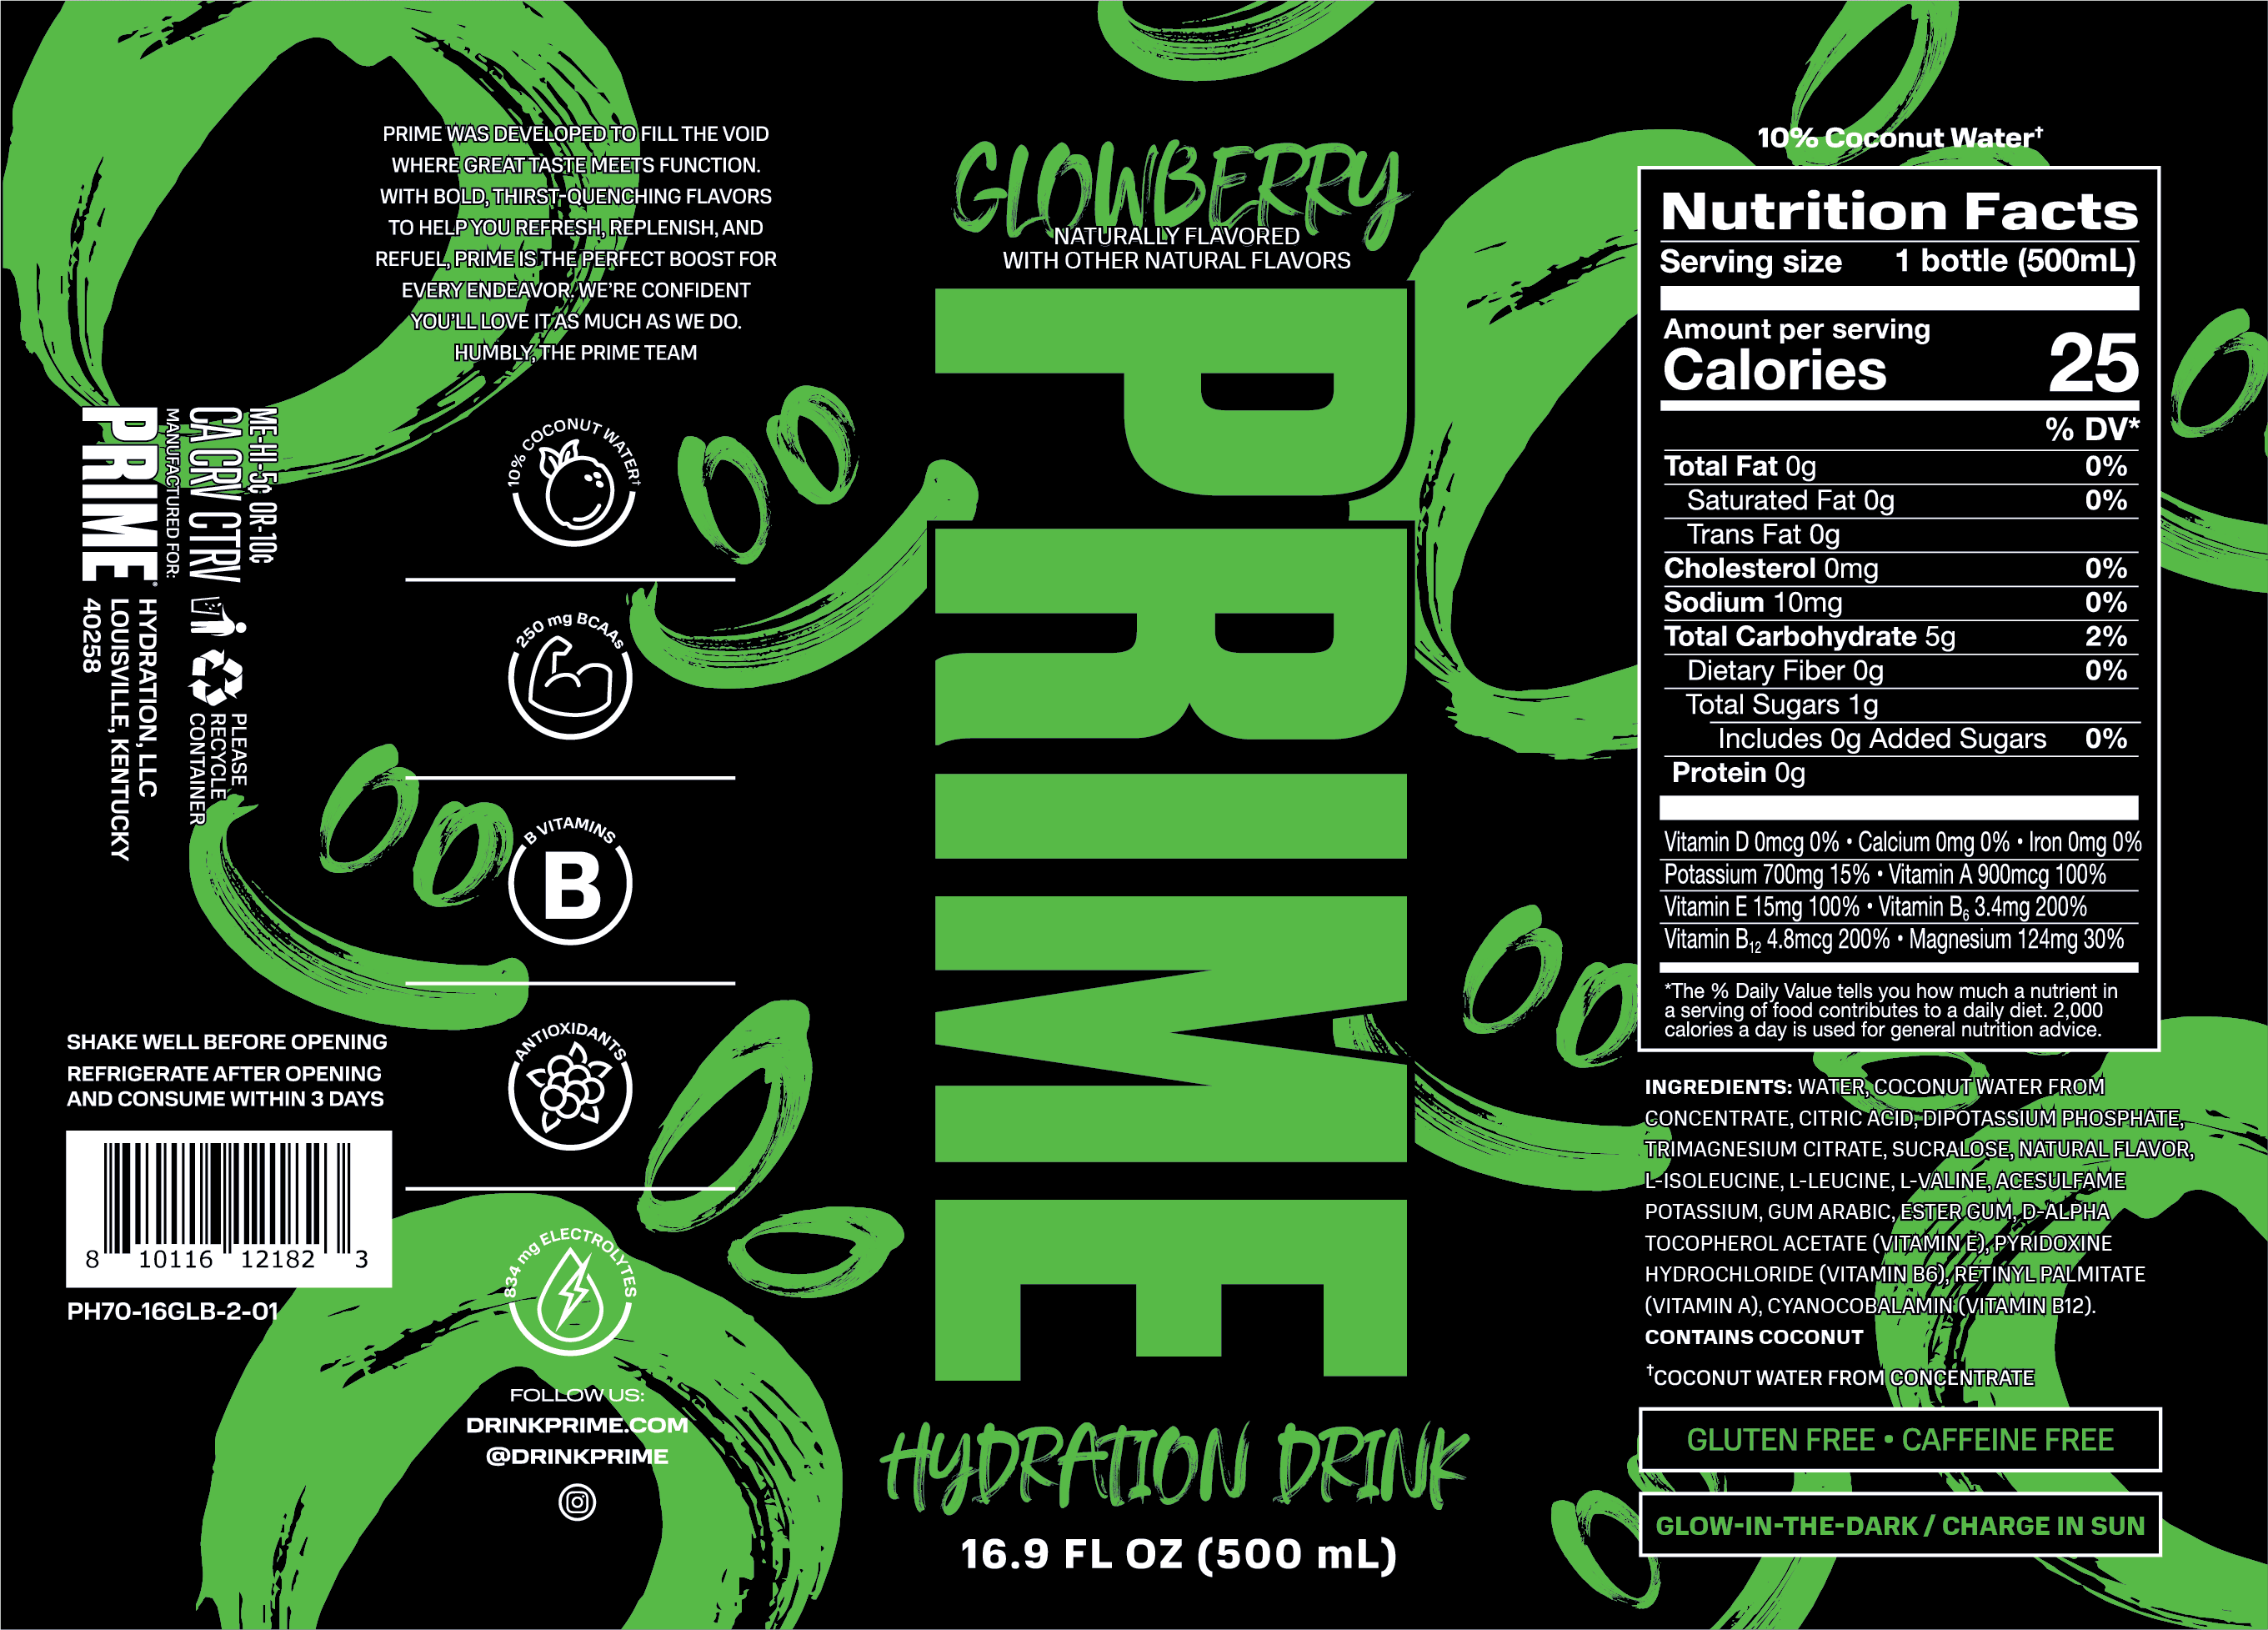 PRIME WAS DEVELOPED TO FILL THE VOID
WHERE GREAT TASTE MEETS FUNCTION.
WITH BOLD, THIRST-QUENCHING FLAVORS
TO HELP YOU REFRESH, REPLENISH, AND
REFUEL, PRIME IS THE PERFECT BOOST FOR
EVERY ENDEAVOR. WE'RE CONFIDENT
YOU'LL LOVE IT AS MUCH AS WE DO.
HUMBLY, THE PRIME TEAM
ME-HI-5¢ OR-10¢
CA CRV CTRV
MANUFACTURED FOR:
PRIME®
HYDRATION, LLC
LOUISVILLE, KENTUCKY
40258
PLEASE
RECYCLE
CONTAINER
10% COCONUT WATER†
250 mg BCAAs
B VITAMINS
B
ANTIOXIDANTS
834 mg ELECTROLYTES
SHAKE WELL BEFORE OPENING
REFRIGERATE AFTER OPENING
AND CONSUME WITHIN 3 DAYS
8 10116 12182 3
PH70-16GLB-2-01
FOLLOW US:
DRINKPRIME.COM
@DRINKPRIME
GLOWBERRY
NATURALLY FLAVORED
WITH OTHER NATURAL FLAVORS
PRIME
HYDRATION DRINK
16.9 FL OZ (500 mL)
10% Coconut Water†
Nutrition Facts
Serving size 1 bottle (500mL)
Amount per serving
Calories 25
% DV*
Total Fat 0g 0%
Saturated Fat 0g 0%
Trans Fat 0g
Cholesterol 0mg 0%
Sodium 10mg 0%
Total Carbohydrate 5g 2%
Dietary Fiber 0g 0%
Total Sugars 1g
Includes 0g Added Sugars 0%
Protein 0g
Vitamin D 0mcg 0% • Calcium 0mg 0% • Iron 0mg 0%
Potassium 700mg 15% • Vitamin A 900mcg 100%
Vitamin E 15mg 100% • Vitamin B6 3.4mg 200%
Vitamin B12 4.8mcg 200% • Magnesium 124mg 30%
*The % Daily Value tells you how much a nutrient in
a serving of food contributes to a daily diet. 2,000
calories a day is used for general nutrition advice.
INGREDIENTS: WATER, COCONUT WATER FROM
CONCENTRATE, CITRIC ACID, DIPOTASSIUM PHOSPHATE,
TRIMAGNESIUM CITRATE, SUCRALOSE, NATURAL FLAVOR,
L-ISOLEUCINE, L-LEUCINE, L-VALINE, ACESULFAME
POTASSIUM, GUM ARABIC, ESTER GUM, D-ALPHA
TOCOPHEROL ACETATE (VITAMIN E), PYRIDOXINE
HYDROCHLORIDE (VITAMIN B6), RETINYL PALMITATE
(VITAMIN A), CYANOCOBALAMIN (VITAMIN B12).
CONTAINS COCONUT
†COCONUT WATER FROM CONCENTRATE
GLUTEN FREE • CAFFEINE FREE
GLOW-IN-THE-DARK / CHARGE IN SUN